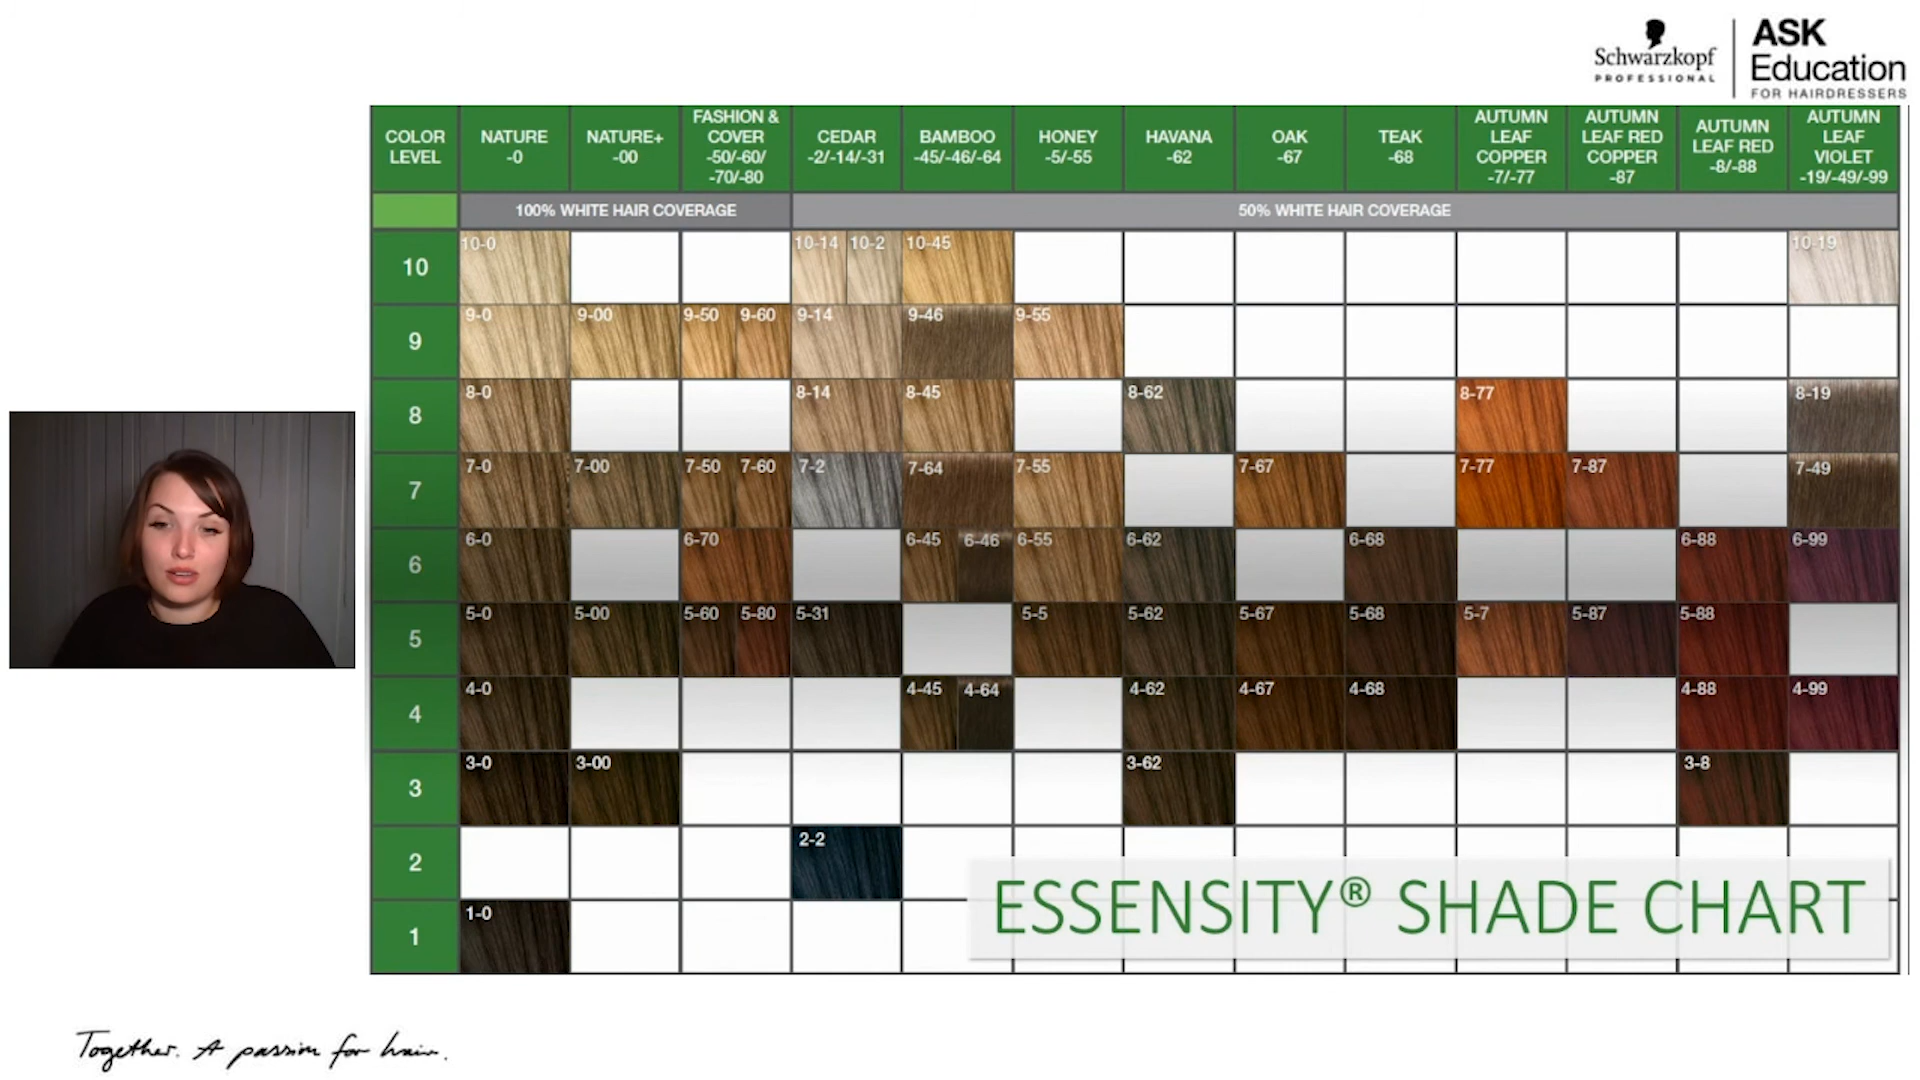 Schwarzkopf
PROFESSIONAL
ASK
Education
FOR HAIRDRESSERS
COLOR LEVEL
NATURE -0
NATURE+ -00
FASHION & COVER -50/-60/ -70/-80
CEDAR -2/-14/-31
BAMBOO -45/-46/-64
HONEY -5/-55
HAVANA -62
OAK -67
TEAK -68
AUTUMN LEAF COPPER -7/-77
AUTUMN LEAF RED COPPER -87
AUTUMN LEAF RED -8/-88
AUTUMN LEAF VIOLET -19/-49/-99
100% WHITE HAIR COVERAGE 50% WHITE HAIR COVERAGE
10 10-0 10-14 10-2 10-45 10-19
9 9-0 9-00 9-50 9-60 9-14 9-46 9-55
8 8-0 8-14 8-45 8-62 8-77 8-19
7 7-0 7-00 7-50 7-60 7-2 7-64 7-55 7-67 7-77 7-87 7-49
6 6-0 6-70 6-45 6-46 6-55 6-62 6-68 6-88 6-99
5 5-0 5-00 5-60 5-80 5-31 5-5 5-62 5-67 5-68 5-7 5-87 5-88
4 4-0 4-45 4-64 4-62 4-67 4-68 4-88 4-99
3 3-0 3-00 3-62 3-8
2 2-2
1 1-0
ESSENSITY® SHADE CHART
Together. A passion for hair.